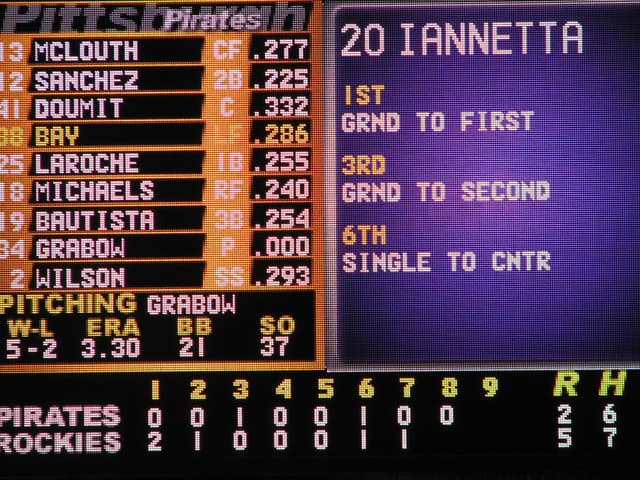 Pittsburgh
Pirates
13 MCLOUTH CF .277
12 SANCHEZ 2B .225
41 DOUMIT C .332
38 BAY LF .286
25 LAROCHE 1B .255
18 MICHAELS RF .240
19 BAUTISTA 3B .254
34 GRABOW P .000
2 WILSON SS .293
PITCHING GRABOW
W-L ERA BB SO
5-2 3.30 21 37
20 IANNETTA
1ST
GRND TO FIRST
3RD
GRND TO SECOND
6TH
SINGLE TO CNTR
1 2 3 4 5 6 7 8 9 R H
PIRATES 0 0 1 0 0 1 0 0 2 6
ROCKIES 2 1 0 0 0 1 1 5 7